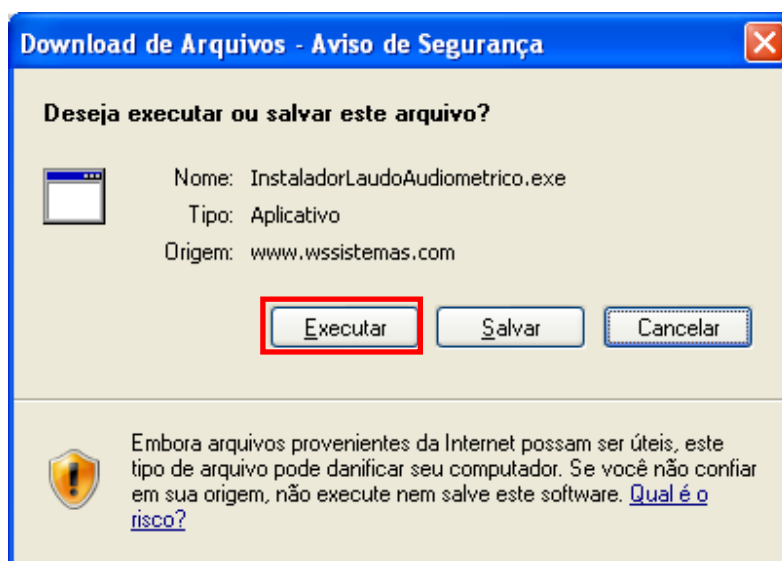 Download de Arquivos - Aviso de Segurança
Deseja executar ou salvar este arquivo?
Nome: InstaladorLaudoAudiometrico.exe
Tipo: Aplicativo
Origem: www.wssistemas.com
Executar Salvar Cancelar
Embora arquivos provenientes da Internet possam ser úteis, este
tipo de arquivo pode danificar seu computador. Se você não confiar
em sua origem, não execute nem salve este software. Qual é o
risco?